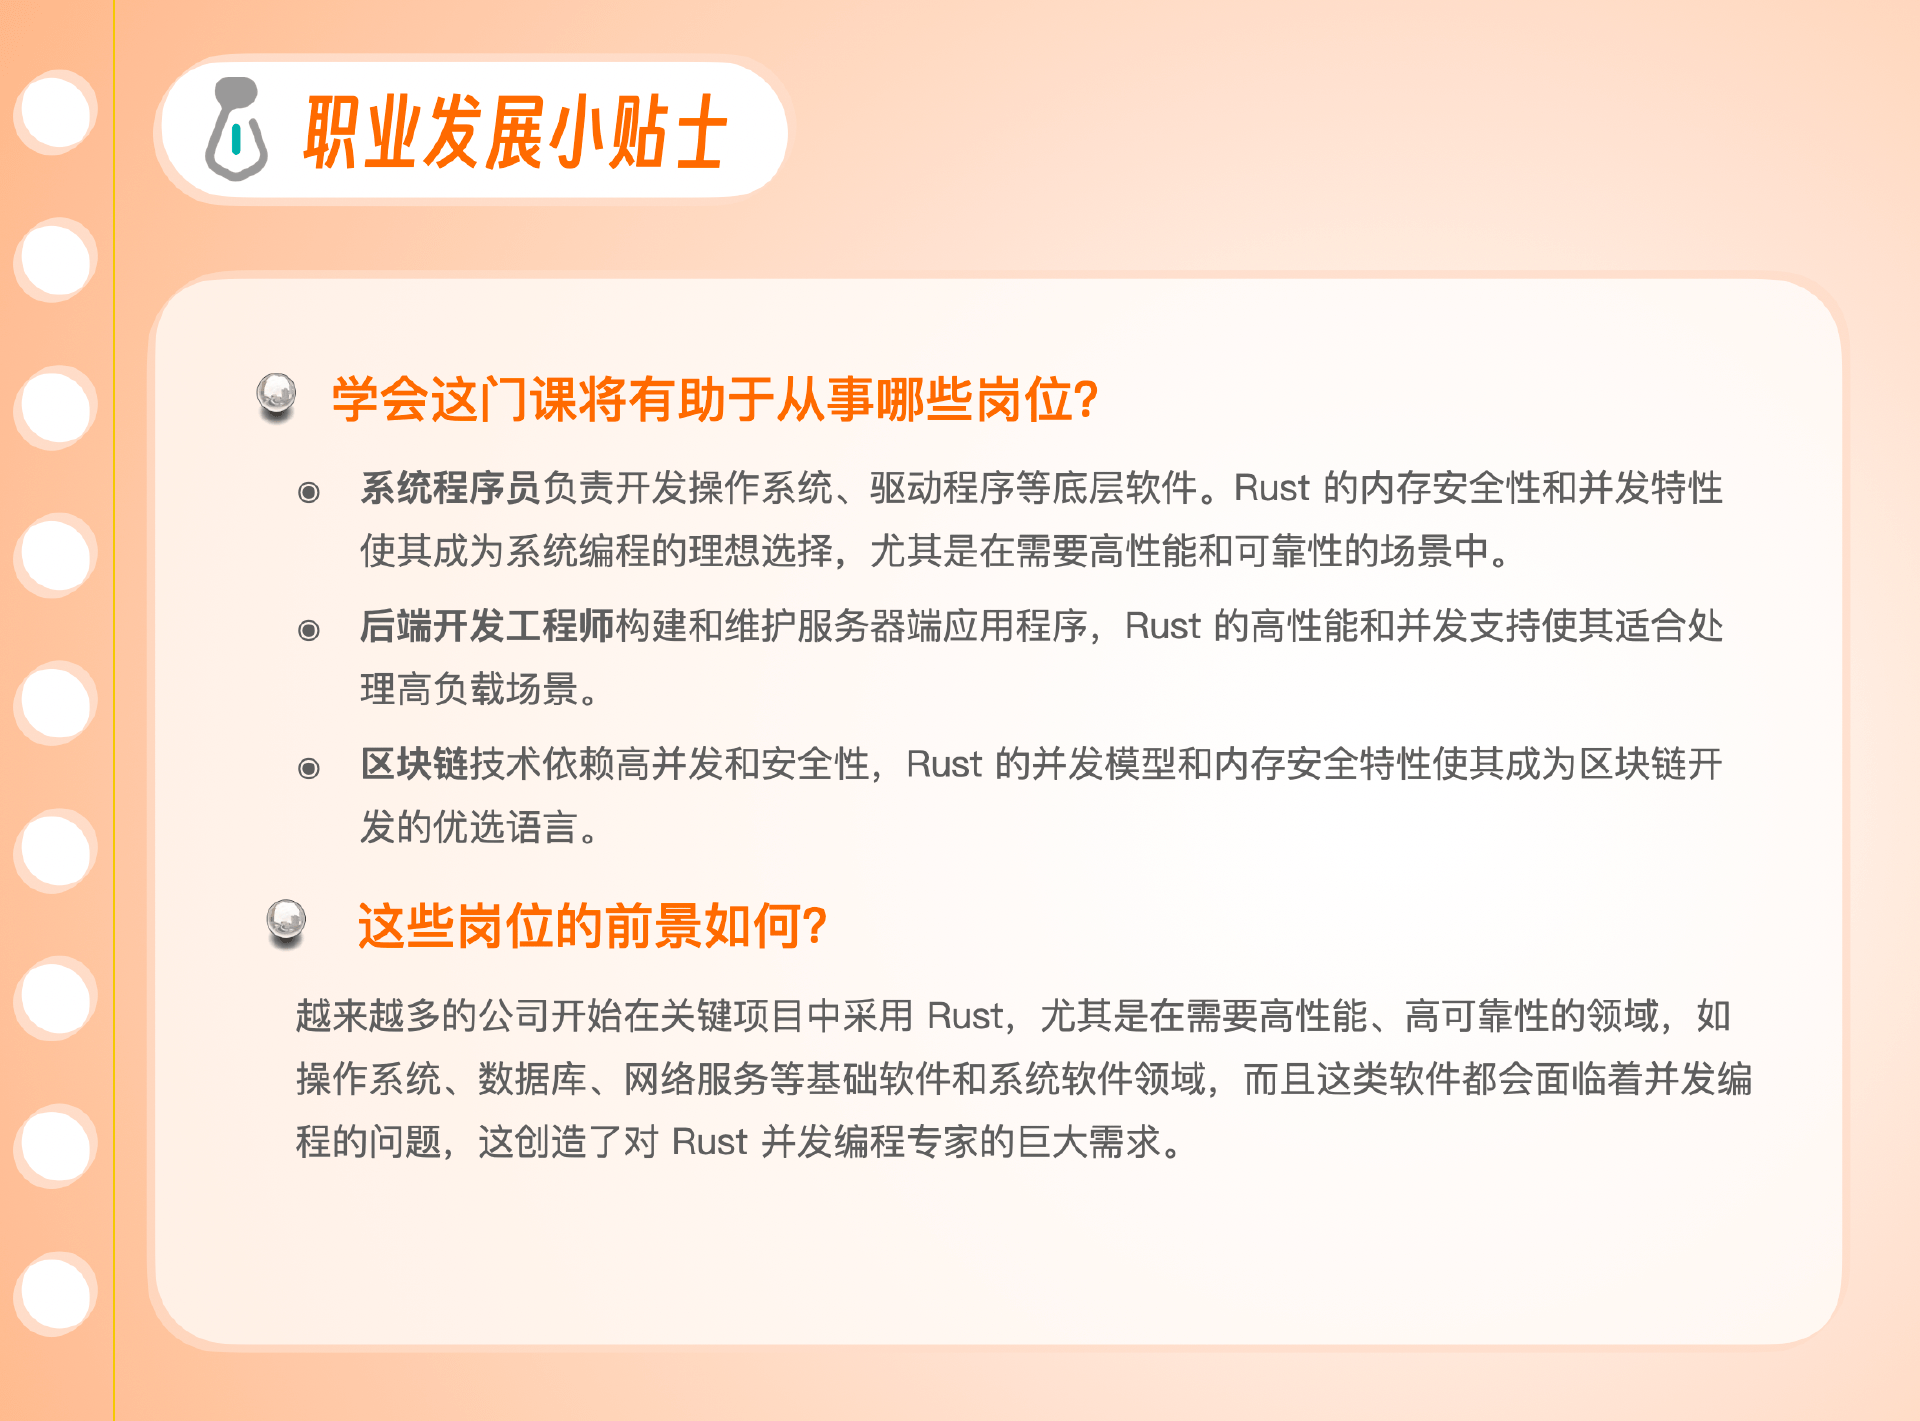 职业发展小贴士
学会这门课将有助于从事哪些岗位？
系统程序员负责开发操作系统、驱动程序等底层软件。Rust 的内存安全性和并发特性
使其成为系统编程的理想选择，尤其是在需要高性能和可靠性的场景中。
后端开发工程师构建和维护服务器端应用程序，Rust 的高性能和并发支持使其适合处
理高负载场景。
区块链技术依赖高并发和安全性，Rust 的并发模型和内存安全特性使其成为区块链开
发的优选语言。
这些岗位的前景如何？
越来越多的公司开始在关键项目中采用 Rust，尤其是在需要高性能、高可靠性的领域，如
操作系统、数据库、网络服务等基础软件和系统软件领域，而且这类软件都会面临着并发编
程的问题，这创造了对 Rust 并发编程专家的巨大需求。